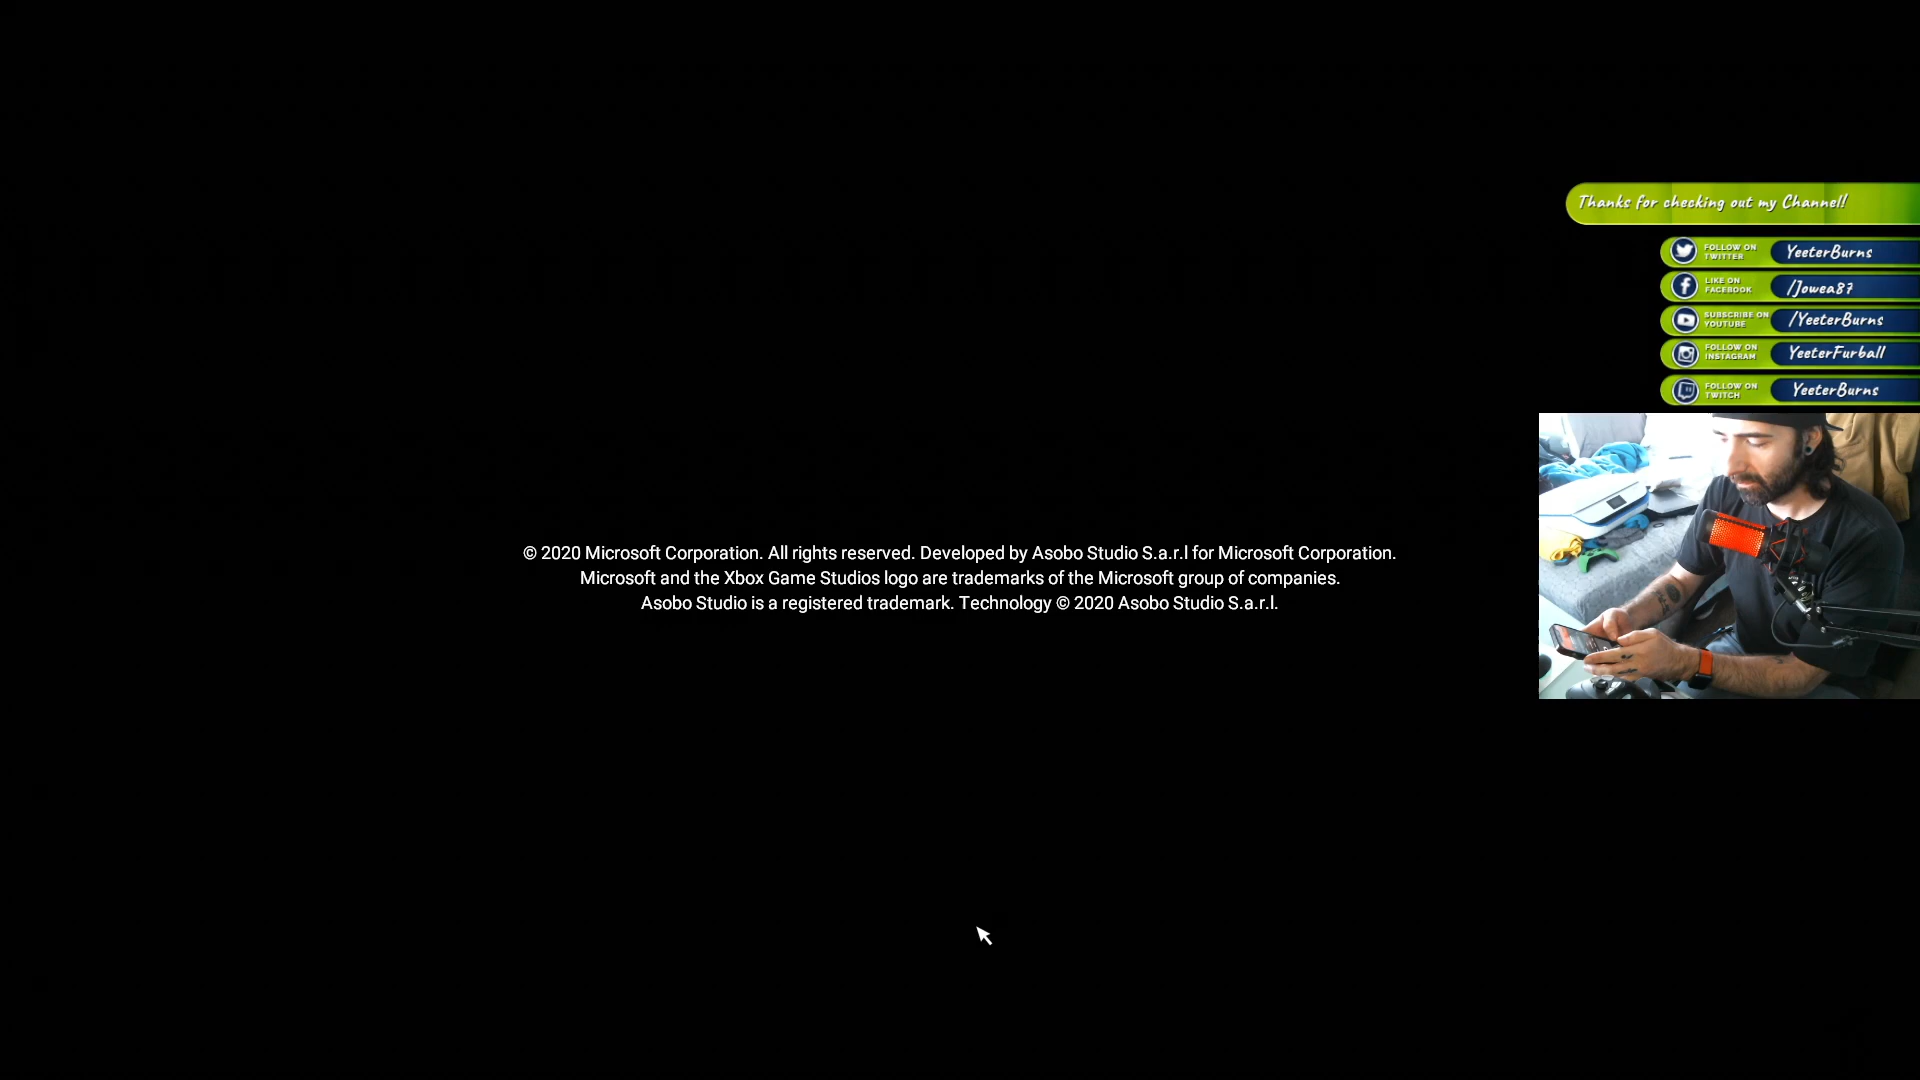 Thanks for checking out my Channel!
FOLLOW ON
TWITTER
YeeterBurns
LIKE ON
FACEBOOK
/Jowea87
SUBSCRIBE ON
YOUTUBE
/YeeterBurns
FOLLOW ON
INSTAGRAM
YeeterFurball
FOLLOW ON
TWITCH
YeeterBurns
© 2020 Microsoft Corporation. All rights reserved. Developed by Asobo Studio S.a.r.l for Microsoft Corporation.
Microsoft and the Xbox Game Studios logo are trademarks of the Microsoft group of companies.
Asobo Studio is a registered trademark. Technology © 2020 Asobo Studio S.a.r.l.